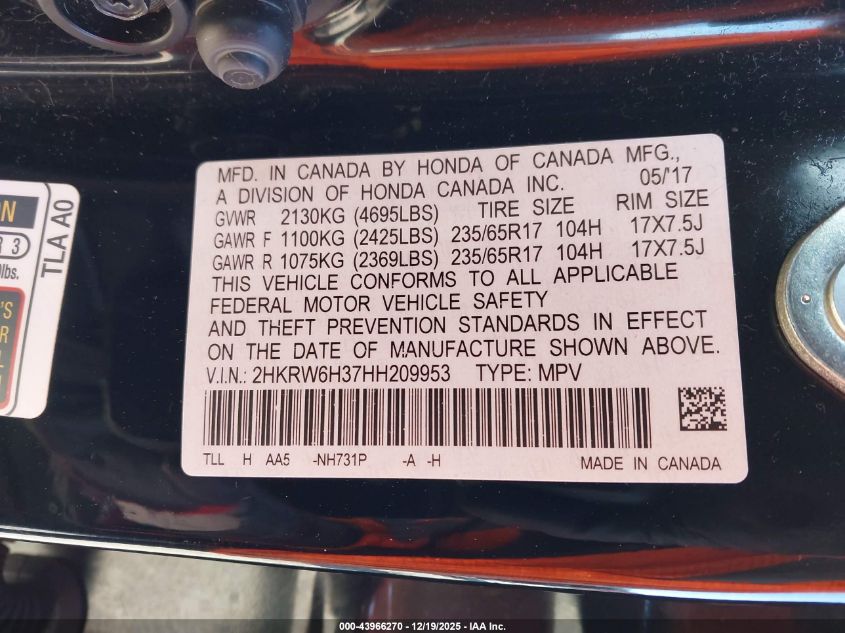 MFD. IN CANADA BY HONDA OF CANADA MFG.,
A DIVISION OF HONDA CANADA INC. 05/'17
GVWR 2130KG (4695LBS) TIRE SIZE RIM SIZE
GAWR F 1100KG (2425LBS) 235/65R17 104H 17X7.5J
GAWR R 1075KG (2369LBS) 235/65R17 104H 17X7.5J
THIS VEHICLE CONFORMS TO ALL APPLICABLE
FEDERAL MOTOR VEHICLE SAFETY
AND THEFT PREVENTION STANDARDS IN EFFECT
ON THE DATE OF MANUFACTURE SHOWN ABOVE.
V.I.N.: 2HKRW6H37HH209953 TYPE: MPV
TLL H AA5 -NH731P -A -H MADE IN CANADA
TLA A0
3
lbs.
000-43966270 - 12/19/2025 - IAA Inc.